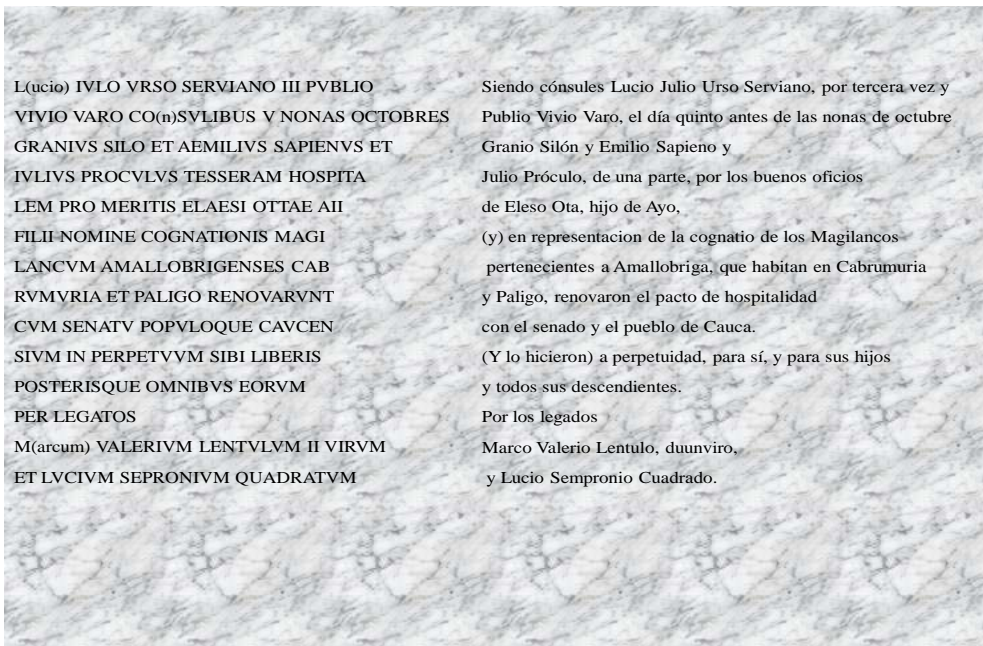 L(ucio) IVLO VRSO SERVIANO III PVBLIO
VIVIO VARO CO(n)SVLIBUS V NONAS OCTOBRES
GRANIVS SILO ET AEMILIVS SAPIENVS ET
IVLIVS PROCVLVS TESSERAM HOSPITA
LEM PRO MERITIS ELAESI OTTAE AII
FILII NOMINE COGNATIONIS MAGI
LANCVM AMALLOBRIGENSES CAB
RVMVRIA ET PALIGO RENOVARVNT
CVM SENATV POPVLOQUE CAVCEN
SIVM IN PERPETVVM SIBI LIBERIS
POSTERISQUE OMNIBVS EORVM
PER LEGATOS
M(arcum) VALERIVM LENTVLVM II VIRVM
ET LVCIVM SEPRONIVM QUADRATVM
Siendo cónsules Lucio Julio Urso Serviano, por tercera vez y
Publio Vivio Varo, el día quinto antes de las nonas de octubre
Granio Silón y Emilio Sapieno y
Julio Próculo, de una parte, por los buenos oficios
de Eleso Ota, hijo de Ayo,
(y) en representacion de la cognatio de los Magilancos
pertenecientes a Amallobriga, que habitan en Cabrumuria
y Paligo, renovaron el pacto de hospitalidad
con el senado y el pueblo de Cauca.
(Y lo hicieron) a perpetuidad, para sí, y para sus hijos
y todos sus descendientes.
Por los legados
Marco Valerio Lentulo, duunviro,
y Lucio Sempronio Cuadrado.